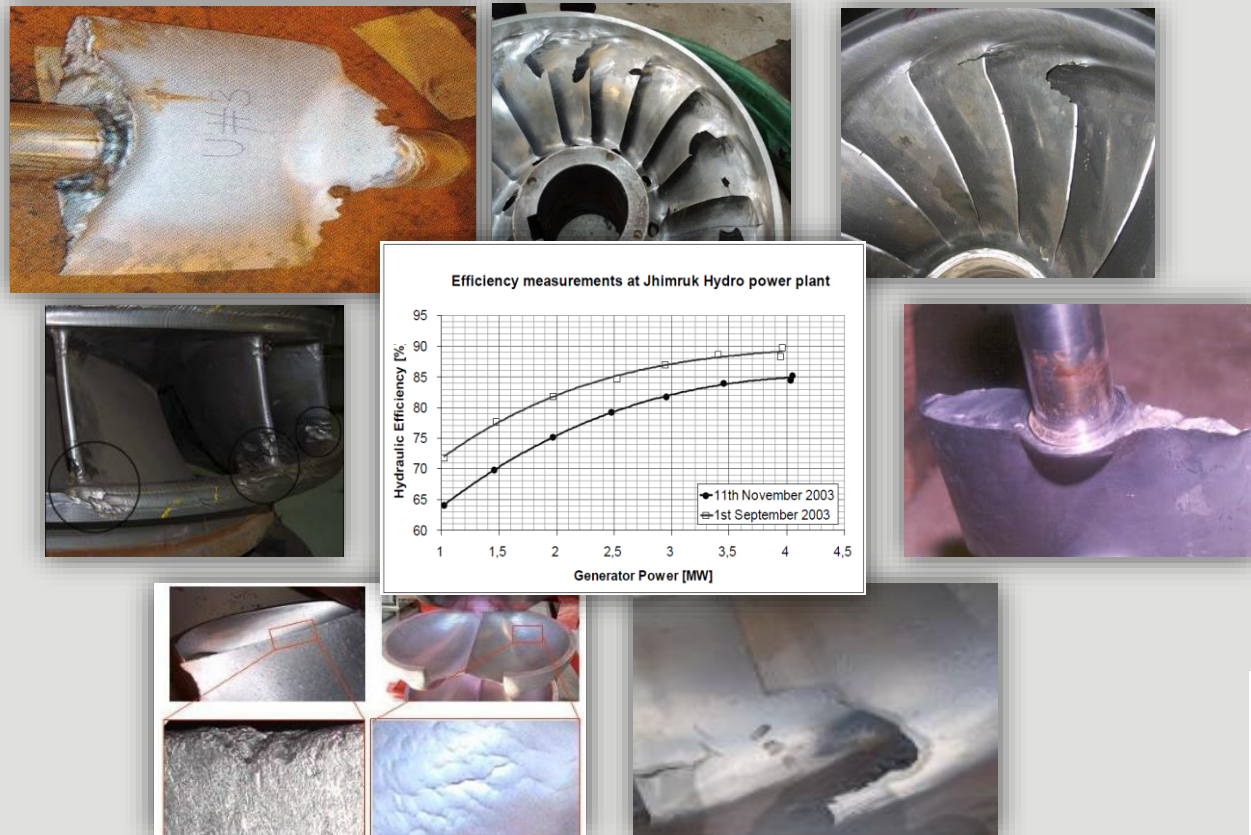 U#3
Efficiency measurements at Jhimruk Hydro power plant
Hydraulic Efficiency [%]
95
90
85
80
75
70
65
60
1 1,5 2 2,5 3 3,5 4 4,5
Generator Power [MW]
11th November 2003
1st September 2003